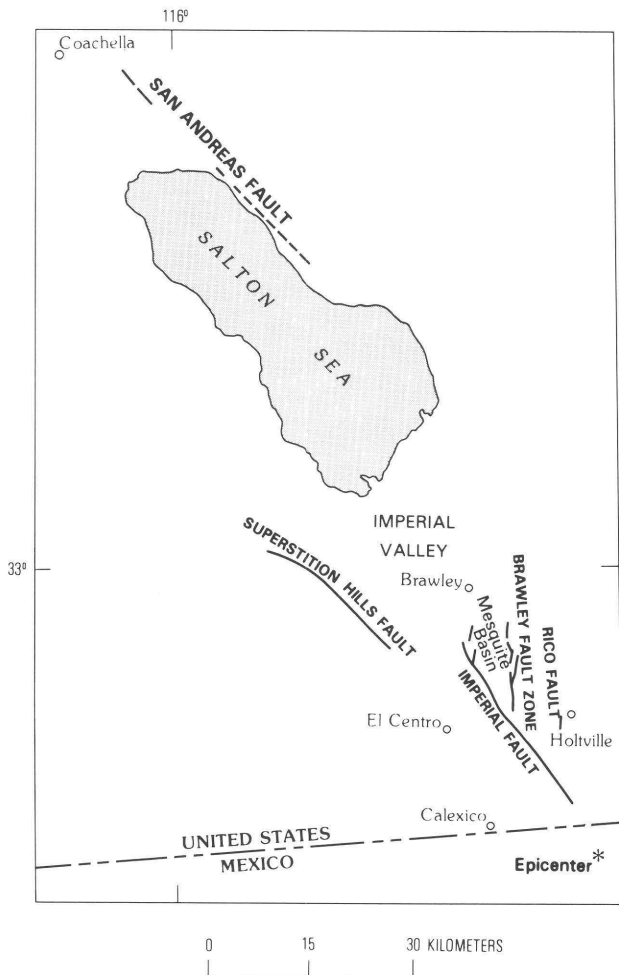 116°
Coachella
SAN ANDREAS FAULT
SALTON
SEA
IMPERIAL
VALLEY
SUPERSTITION HILLS FAULT
33°
Brawley
Mesquite
Basin
BRAWLEY FAULT ZONE
RICO FAULT
IMPERIAL FAULT
El Centro
Holtville
Calexico
UNITED STATES
MEXICO
Epicenter*
0 15 30 KILOMETERS